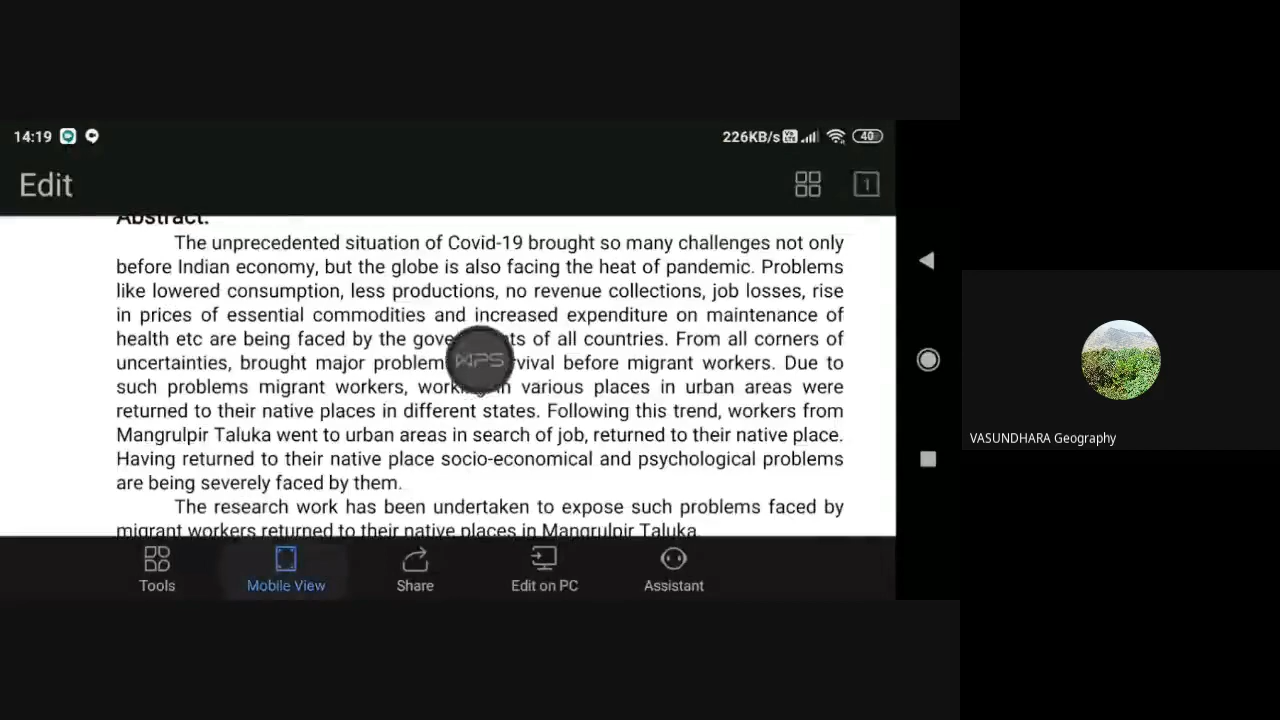 14:19 226KB/s Vo LTE 40
Edit 1
Abstract:
The unprecedented situation of Covid-19 brought so many challenges not only
before Indian economy, but the globe is also facing the heat of pandemic. Problems
like lowered consumption, less productions, no revenue collections, job losses, rise
in prices of essential commodities and increased expenditure on maintenance of
health etc are being faced by the of all countries. From all corners of
uncertainties, brought major before migrant workers. Due to
such problems migrant workers, various places in urban areas were
returned to their native places in different states. Following this trend, workers from
Mangrulpir Taluka went to urban areas in search of job, returned to their native place.
Having returned to their native place socio-economical and psychological problems
are being severely faced by them.
The research work has been undertaken to expose such problems faced by
migrant workers returned to their native places in Mangrulpir Taluka.
WPS
Tools Mobile View Share Edit on PC Assistant
VASUNDHARA Geography